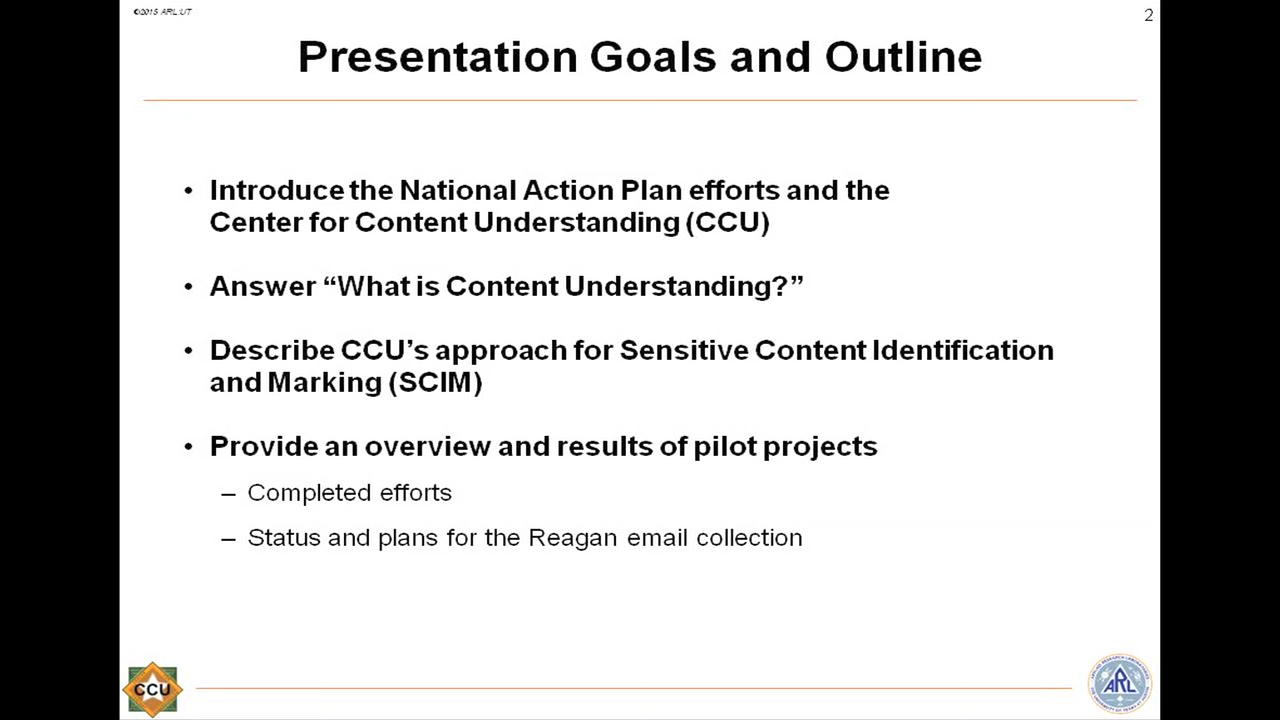 ©2015 ARL:UT
2
Presentation Goals and Outline
• Introduce the National Action Plan efforts and the
Center for Content Understanding (CCU)
• Answer “What is Content Understanding?”
• Describe CCU’s approach for Sensitive Content Identification
and Marking (SCIM)
• Provide an overview and results of pilot projects
– Completed efforts
– Status and plans for the Reagan email collection
CCU
ARL